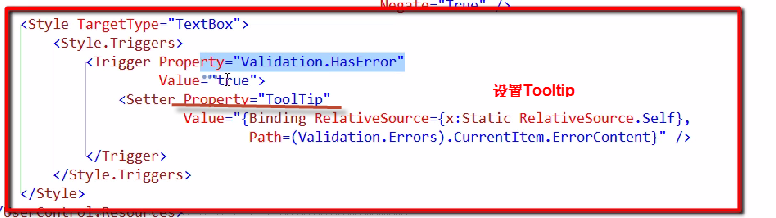 Negate="True" />
<Style TargetType="TextBox">
<Style.Triggers>
<Trigger Property="Validation.HasError"
Value="true">
<Setter Property="ToolTip"
设置Tooltip
Value="{Binding RelativeSource={x:Static RelativeSource.Self},
Path=(Validation.Errors).CurrentItem.ErrorContent}" />
</Trigger>
</Style.Triggers>
</Style>
/UserControl.Resources>